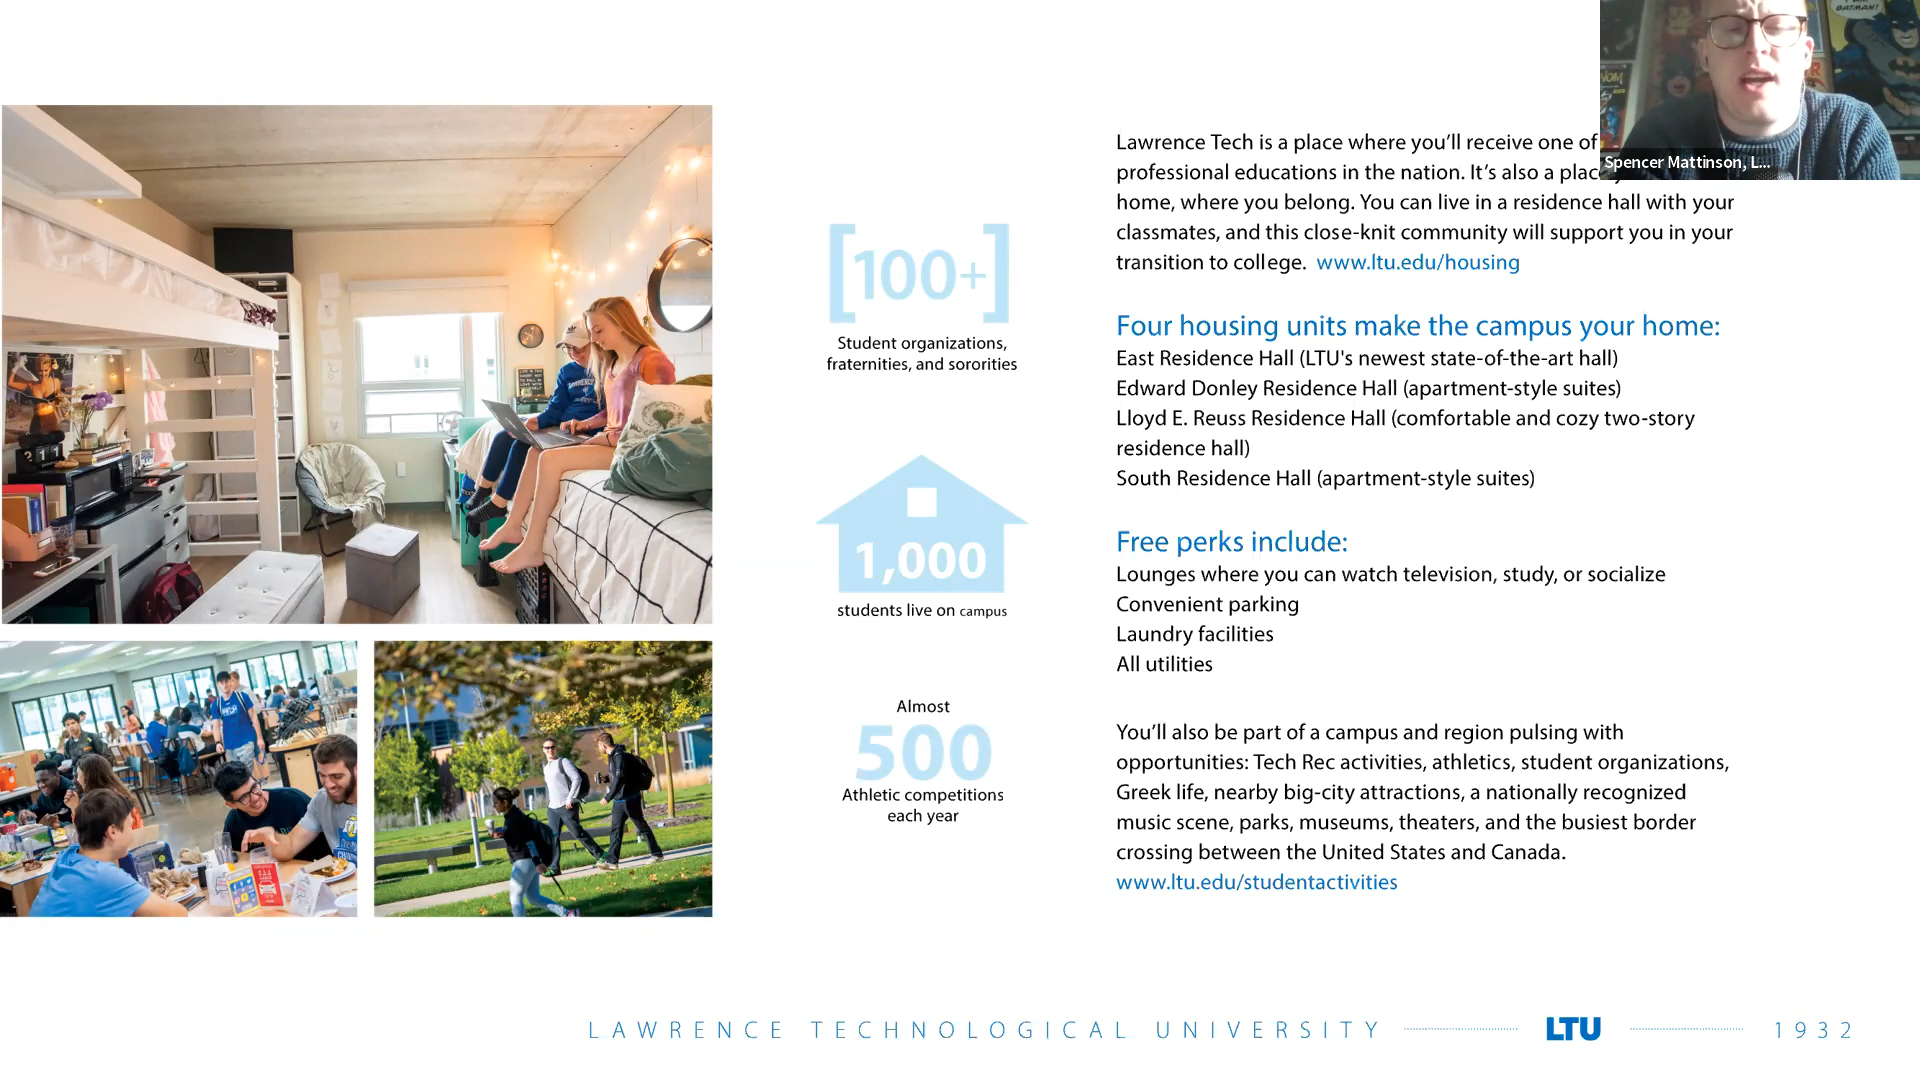 I AM
BATMAN!
Spencer Mattinson, L...
Lawrence Tech is a place where you’ll receive one of
professional educations in the nation. It’s also a plac
home, where you belong. You can live in a residence hall with your
classmates, and this close-knit community will support you in your
transition to college. www.ltu.edu/housing
[100+]
Student organizations,
fraternities, and sororities
1,000
students live on campus
Almost
500
Athletic competitions
each year
Four housing units make the campus your home:
East Residence Hall (LTU's newest state-of-the-art hall)
Edward Donley Residence Hall (apartment-style suites)
Lloyd E. Reuss Residence Hall (comfortable and cozy two-story
residence hall)
South Residence Hall (apartment-style suites)
Free perks include:
Lounges where you can watch television, study, or socialize
Convenient parking
Laundry facilities
All utilities
You’ll also be part of a campus and region pulsing with
opportunities: Tech Rec activities, athletics, student organizations,
Greek life, nearby big-city attractions, a nationally recognized
music scene, parks, museums, theaters, and the busiest border
crossing between the United States and Canada.
www.ltu.edu/studentactivities
LAWRENCE TECHNOLOGICAL UNIVERSITY LTU 1932